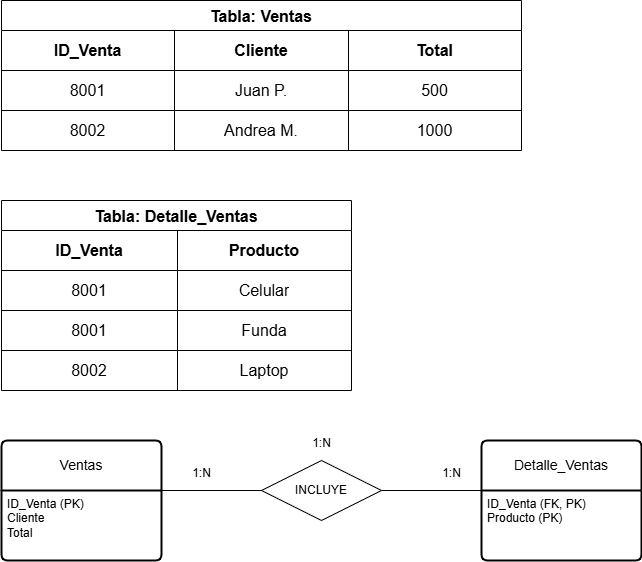 Tabla: Ventas
ID_Venta Cliente Total
8001 Juan P. 500
8002 Andrea M. 1000
Tabla: Detalle_Ventas
ID_Venta Producto
8001 Celular
8001 Funda
8002 Laptop
1:N
Ventas 1:N INCLUYE 1:N Detalle_Ventas
ID_Venta (PK) ID_Venta (FK, PK)
Cliente Producto (PK)
Total